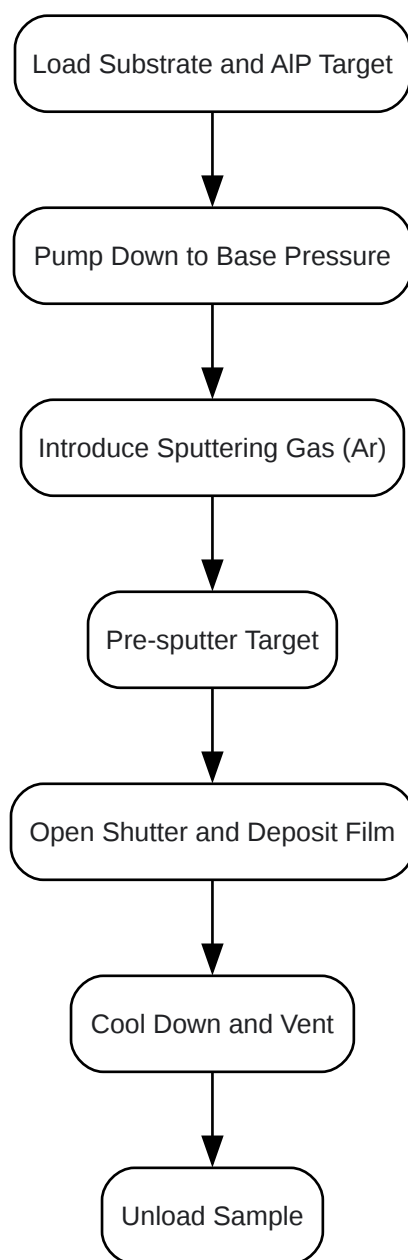 Load Substrate and AlP Target
Pump Down to Base Pressure
Introduce Sputtering Gas (Ar)
Pre-sputter Target
Open Shutter and Deposit Film
Cool Down and Vent
Unload Sample